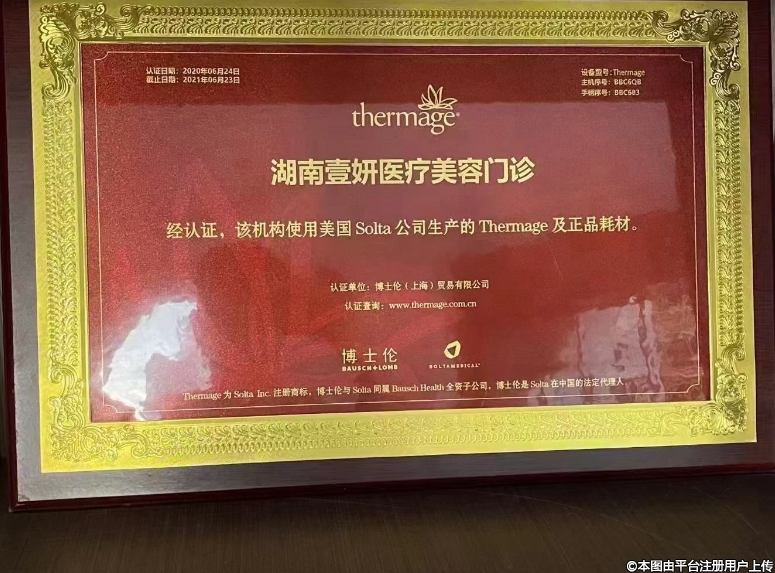 认证日期：2020年06月24日
截止日期：2021年06月23日
设备型号：Thermage
主机序号：BBC6QB
手柄序号：BBC683
thermage®
湖南壹妍医疗美容门诊
经认证，该机构使用美国 Solta 公司生产的 Thermage 及正品耗材。
认证单位：博士伦（上海）贸易有限公司
认证查询：www.thermage.com.cn
博士伦
BAUSCH+LOMB
SOLTAMEDICAL
Thermage 为 Solta Inc. 注册商标，博士伦与 Solta 同属 Bausch Health 全资子公司，博士伦是 Solta 在中国的法定代理人
©本图由平台注册用户上传